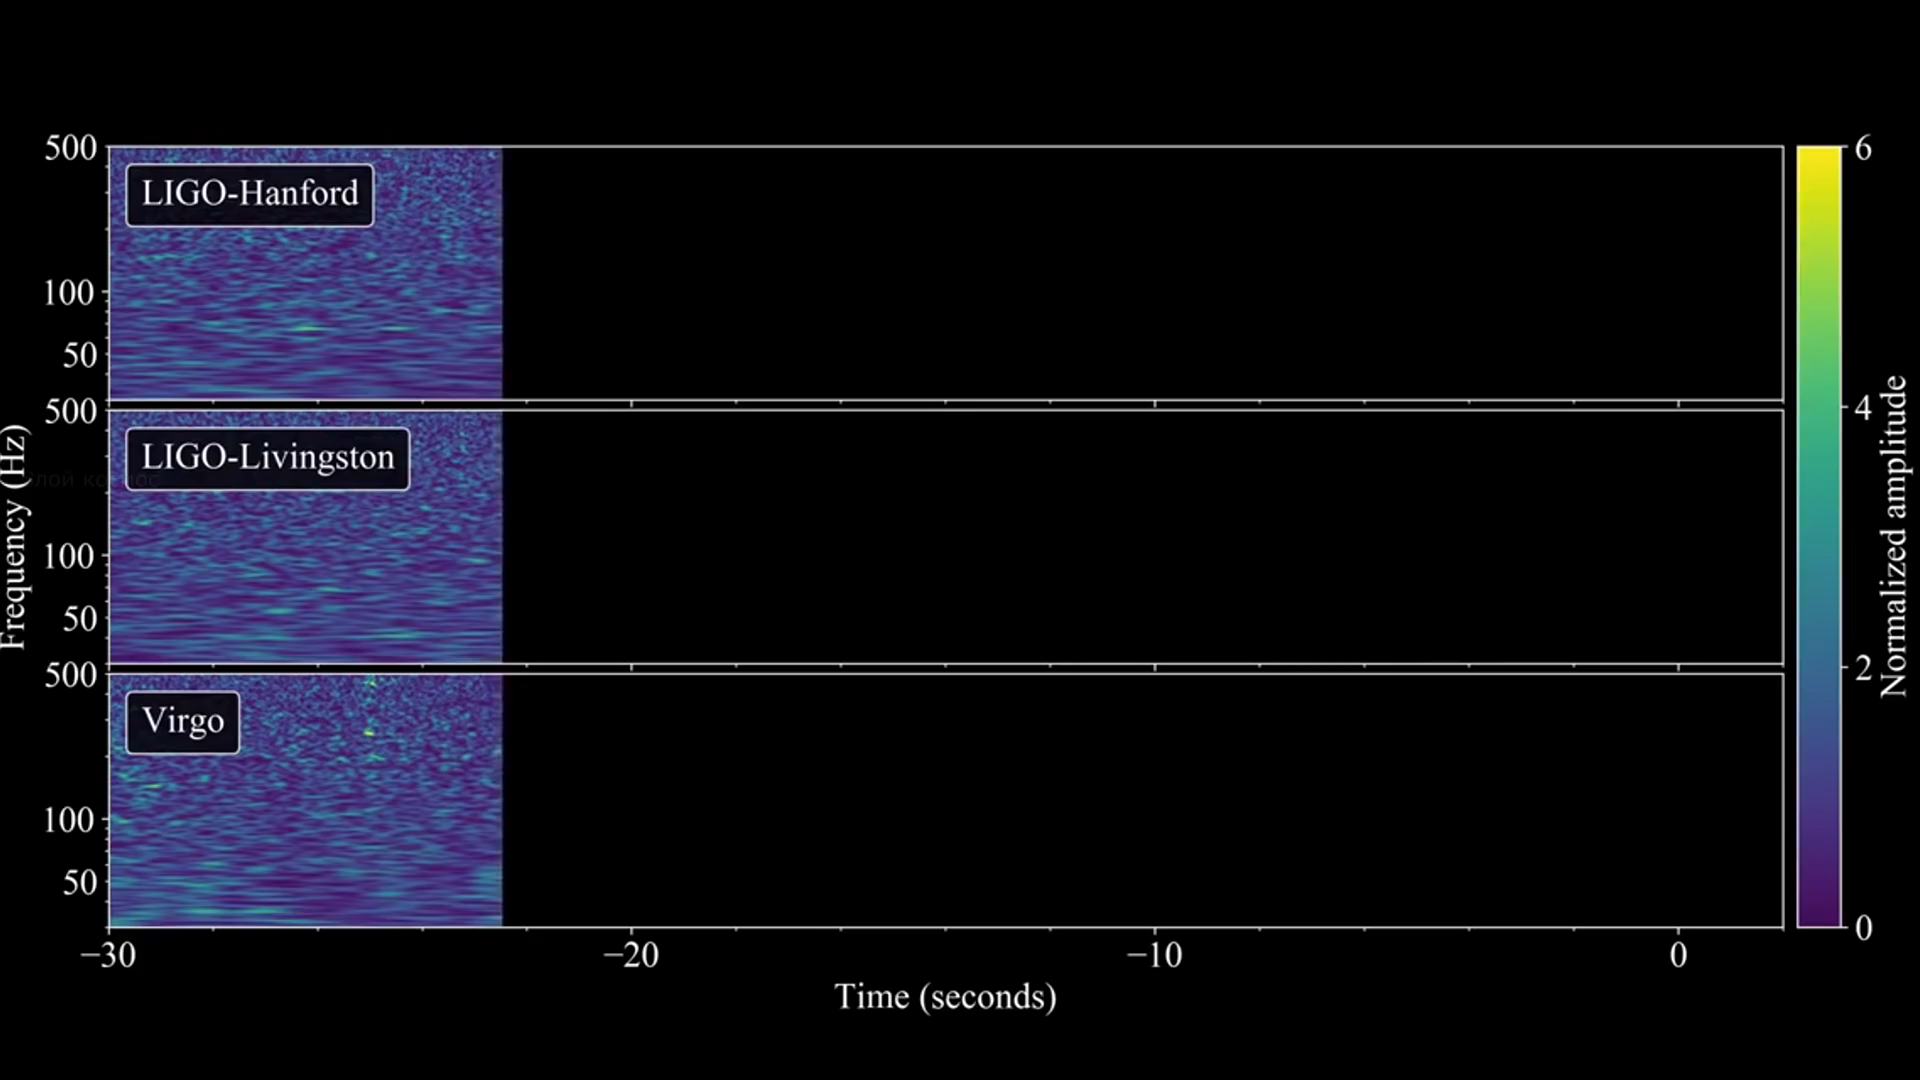 500
LIGO-Hanford
100
50
500
LIGO-Livingston
100
50
500
Virgo
100
50
−30
−20
−10
0
Time (seconds)
Frequency (Hz)
6
4
2
0
Normalized amplitude